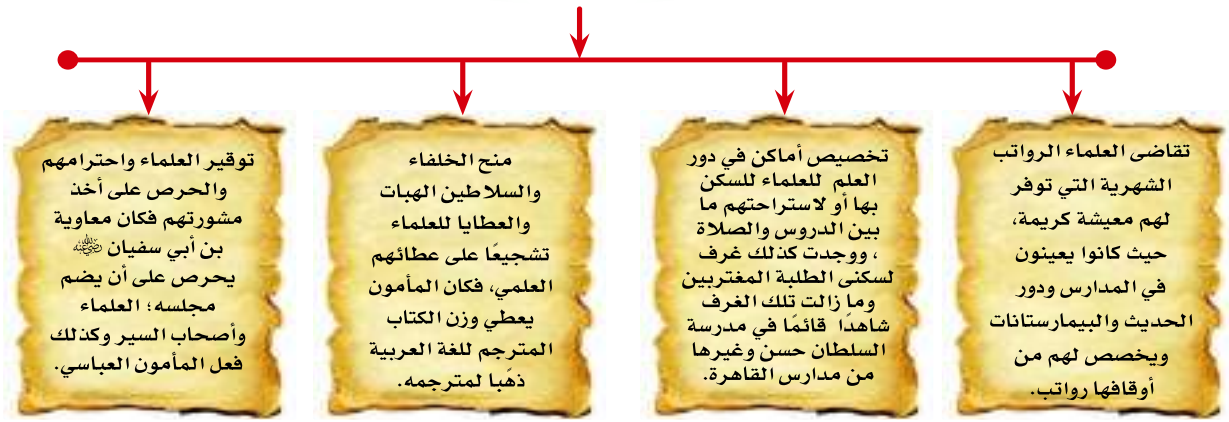 تقاضى العلماء الرواتب
الشهرية التي توفر
لهم معيشة كريمة،
حيث كانوا يعينون
في المدارس ودور
الحديث والبيمارستانات
ويخصص لهم من
أوقافها رواتب.
تخصيص أماكن في دور
العلم للعلماء للسكن
بها أو لاستراحتهم ما
بين الدروس والصلاة
، ووجدت كذلك غرف
لسكنى الطلبة المغتربين
وما زالت تلك الغرف
شاهدًا قائمًا في مدرسة
السلطان حسن وغيرها
من مدارس القاهرة.
منح الخلفاء
والسلاطين الهبات
والعطايا للعلماء
تشجيعًا على عطائهم
العلمي، فكان المأمون
يعطي وزن الكتاب
المترجم للغة العربية
ذهبًا لمترجمه.
توقير العلماء واحترامهم
والحرص على أخذ
مشورتهم فكان معاوية
بن أبي سفيان رضي الله عنه
يحرص على أن يضم
مجلسه؛ العلماء
وأصحاب السير وكذلك
فعل المأمون العباسي.